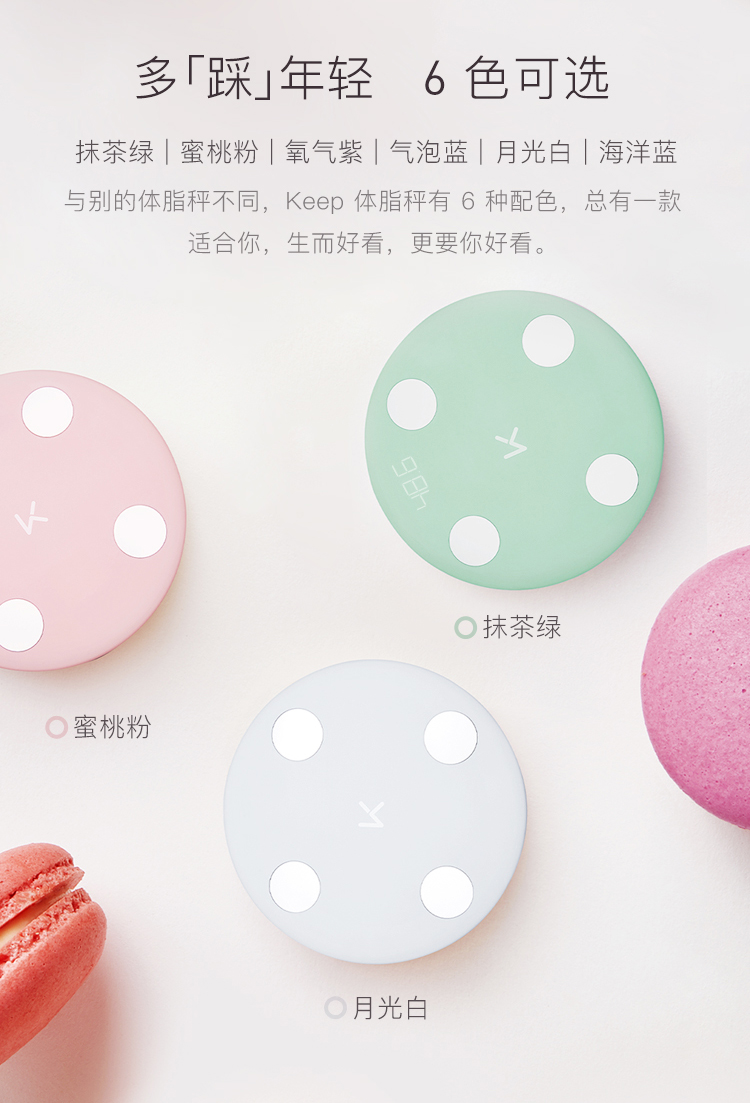 多「踩」年轻 6 色可选
抹茶绿｜蜜桃粉｜氧气紫｜气泡蓝｜月光白｜海洋蓝
与别的体脂秤不同，Keep 体脂秤有 6 种配色，总有一款
适合你，生而好看，更要你好看。
抹茶绿
蜜桃粉
月光白